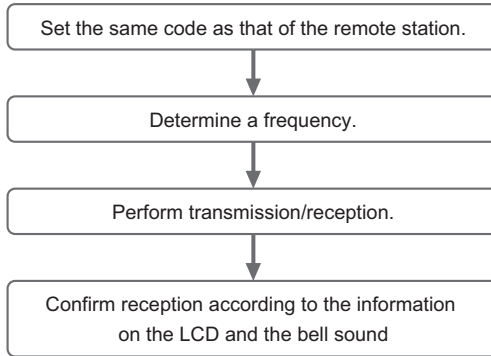 Set the same code as that of the remote station.
Determine a frequency.
Perform transmission/reception.
Confirm reception according to the information
on the LCD and the bell sound